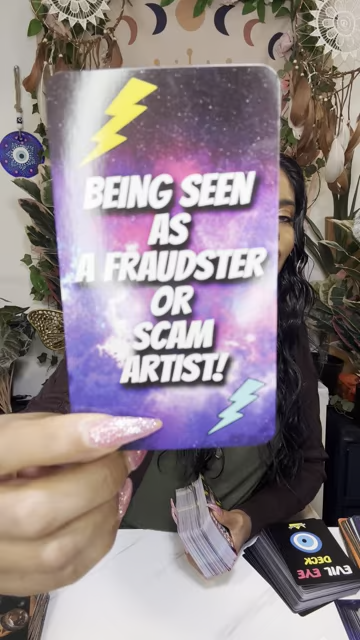 BEING SEEN
AS
A FRAUDSTER
OR
SCAM
ARTIST!
EVIL EYE
DECK